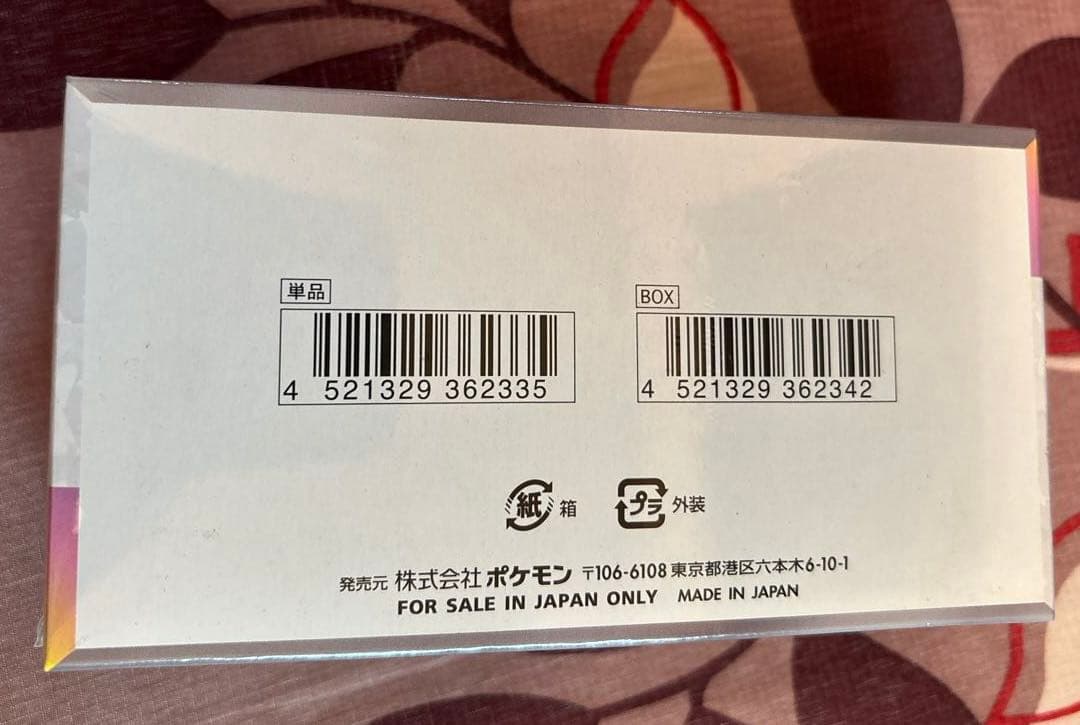 単品
BOX
4 521329 362335
4 521329 362342
紙 箱
プラ 外装
発売元 株式会社ポケモン 〒106-6108 東京都港区六本木6-10-1
FOR SALE IN JAPAN ONLY MADE IN JAPAN